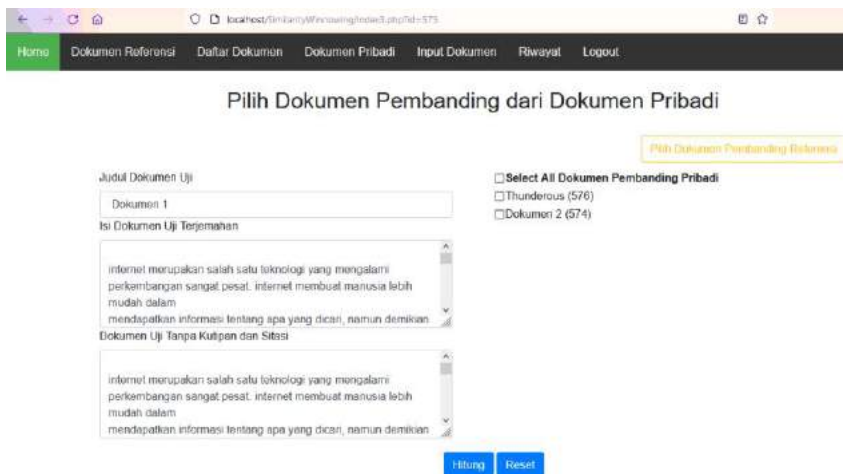 localhost/SimilarityWinnowing/index3.php?id=575
Home Dokumen Referensi Daftar Dokumen Dokumen Pribadi Input Dokumen Riwayat Logout
Pilih Dokumen Pembanding dari Dokumen Pribadi
Pilih Dokumen Pembanding Referensi
Judul Dokumen Uji
Dokumen 1
Isi Dokumen Uji Terjemahan
internet merupakan salah satu teknologi yang mengalami
perkembangan sangat pesat. internet membuat manusia lebih
mudah dalam
mendapatkan informasi tentang apa yang dicari, namun demikian
Dokumen Uji Tanpa Kutipan dan Sitasi
internet merupakan salah satu teknologi yang mengalami
perkembangan sangat pesat. internet membuat manusia lebih
mudah dalam
mendapatkan informasi tentang apa yang dicari, namun demikian
Select All Dokumen Pembanding Pribadi
Thunderous (576)
Dokumen 2 (574)
Hitung Reset